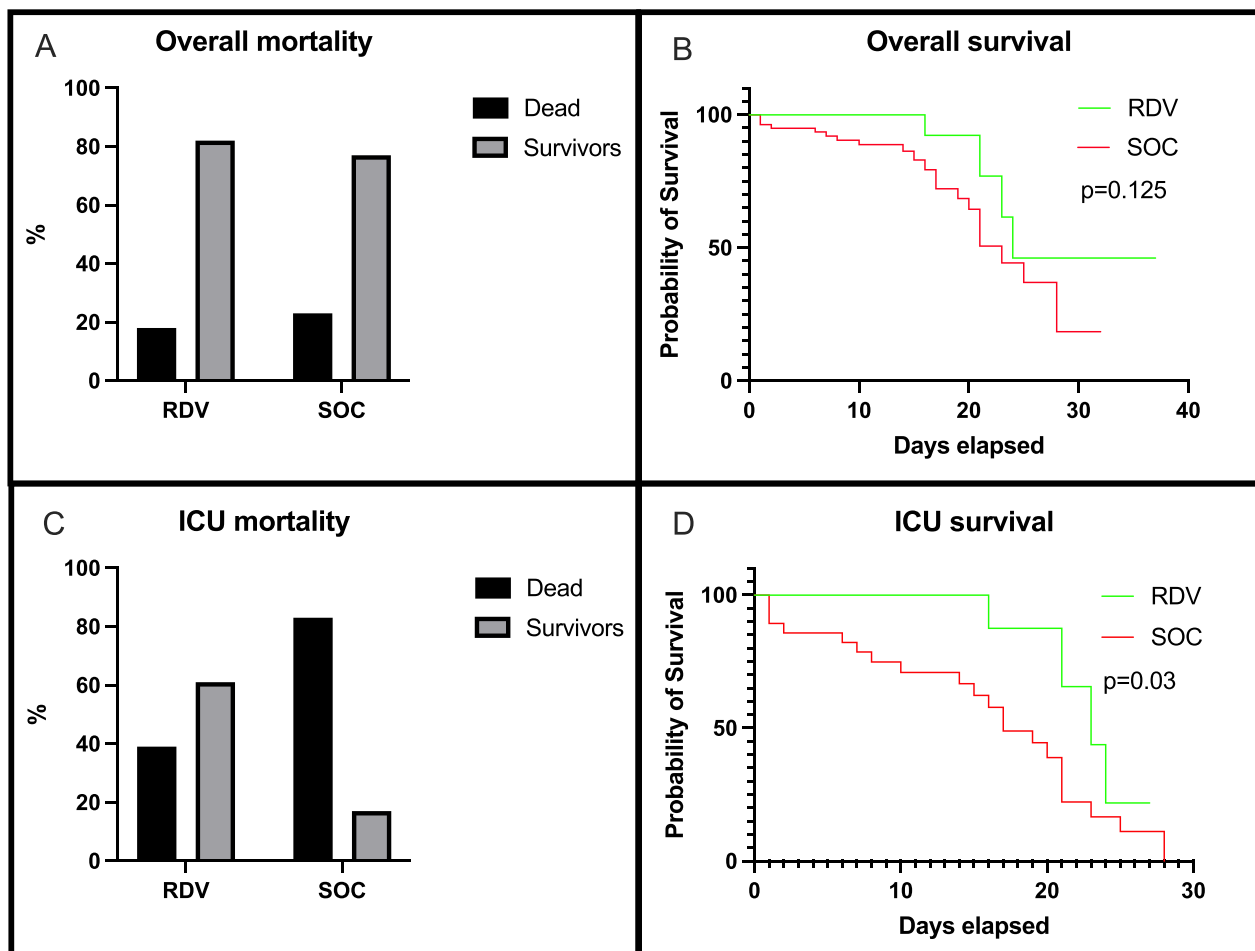 A
Overall mortality
Dead
Survivors
100
80
60
40
20
0
%
RDV
SOC
B
Overall survival
RDV
SOC
p=0.125
100
50
0
Probability of Survival
0 10 20 30 40
Days elapsed
C
ICU mortality
Dead
Survivors
100
80
60
40
20
0
%
RDV
SOC
D
ICU survival
RDV
SOC
p=0.03
100
50
0
Probability of Survival
0 10 20 30
Days elapsed